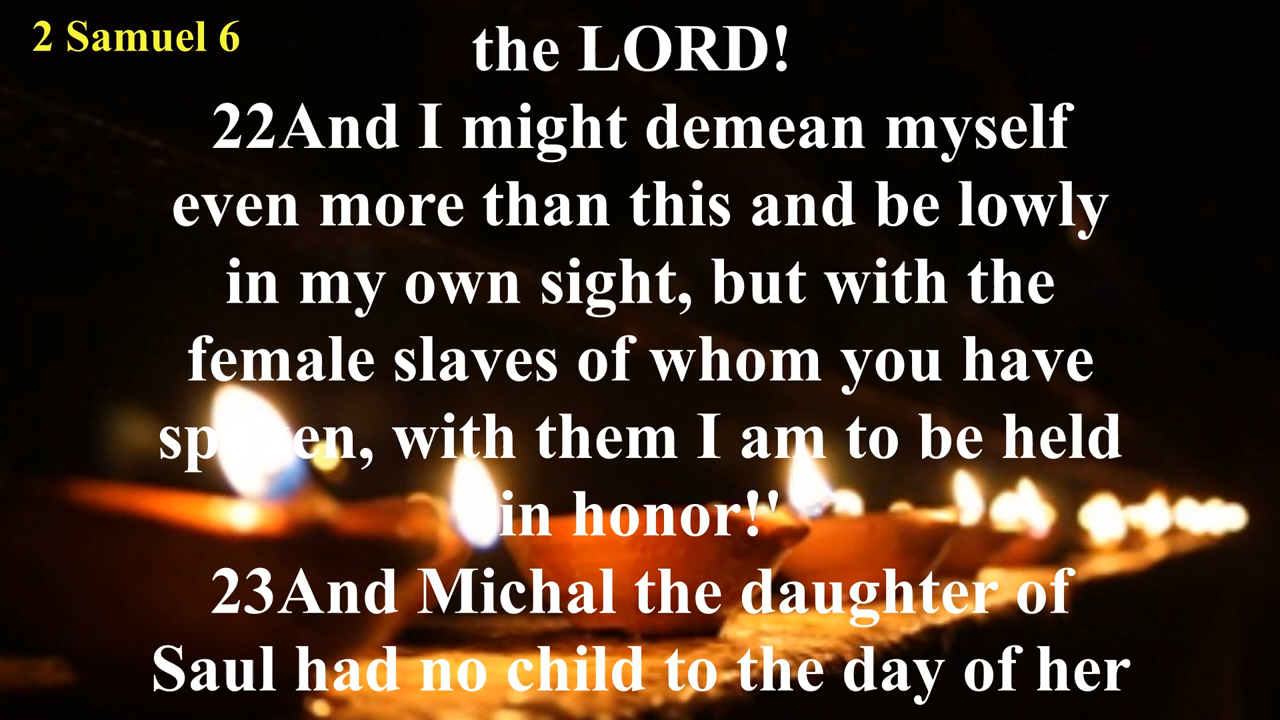 2 Samuel 6
the LORD!
22And I might demean myself
even more than this and be lowly
in my own sight, but with the
female slaves of whom you have
spoken, with them I am to be held
in honor!'
23And Michal the daughter of
Saul had no child to the day of her